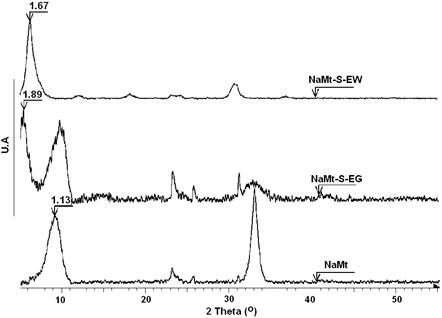 1.67
NaMt-S-EW
1.89
U.A
NaMt-S-EG
1.13
NaMt
10 20 30 40 50
2 Theta (O)